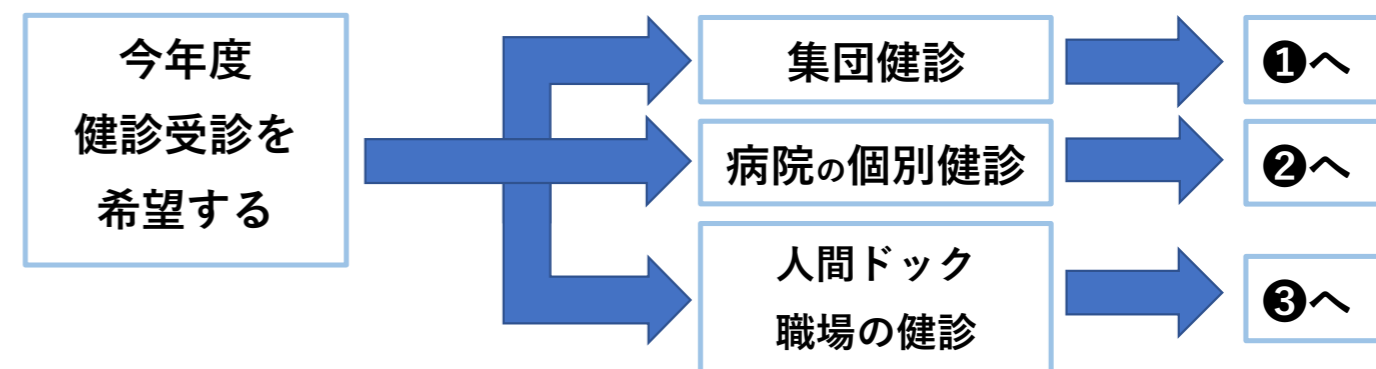 今年度
健診受診を
希望する
集団健診
❶へ
病院の個別健診
❷へ
人間ドック
職場の健診
❸へ